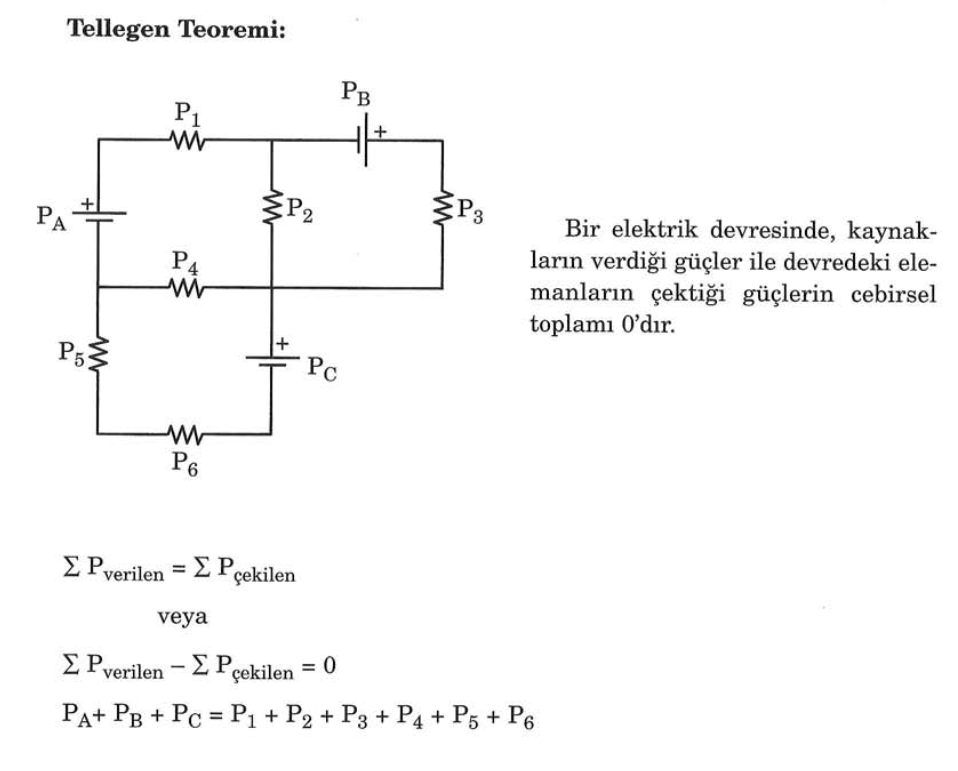 Tellegen Teoremi:
P_B
P_1
+
+
P_A
P_2
P_3
P_4
+
P_5
P_C
P_6
Bir elektrik devresinde, kaynak-
ların verdiği güçler ile devredeki ele-
manların çektiği güçlerin cebirsel
toplamı 0'dır.
Σ P_verilen = Σ P_çekilen
veya
Σ P_verilen − Σ P_çekilen = 0
P_A + P_B + P_C = P_1 + P_2 + P_3 + P_4 + P_5 + P_6